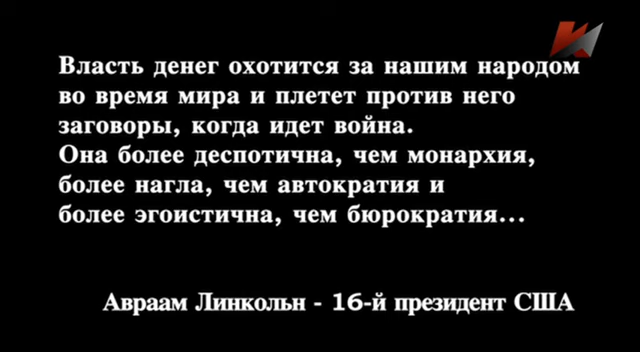 Власть денег охотится за нашим народом
во время мира и плетет против него
заговоры, когда идет война.
Она более деспотична, чем монархия,
более нагла, чем автократия и
более эгоистична, чем бюрократия...
Авраам Линкольн - 16-й президент США